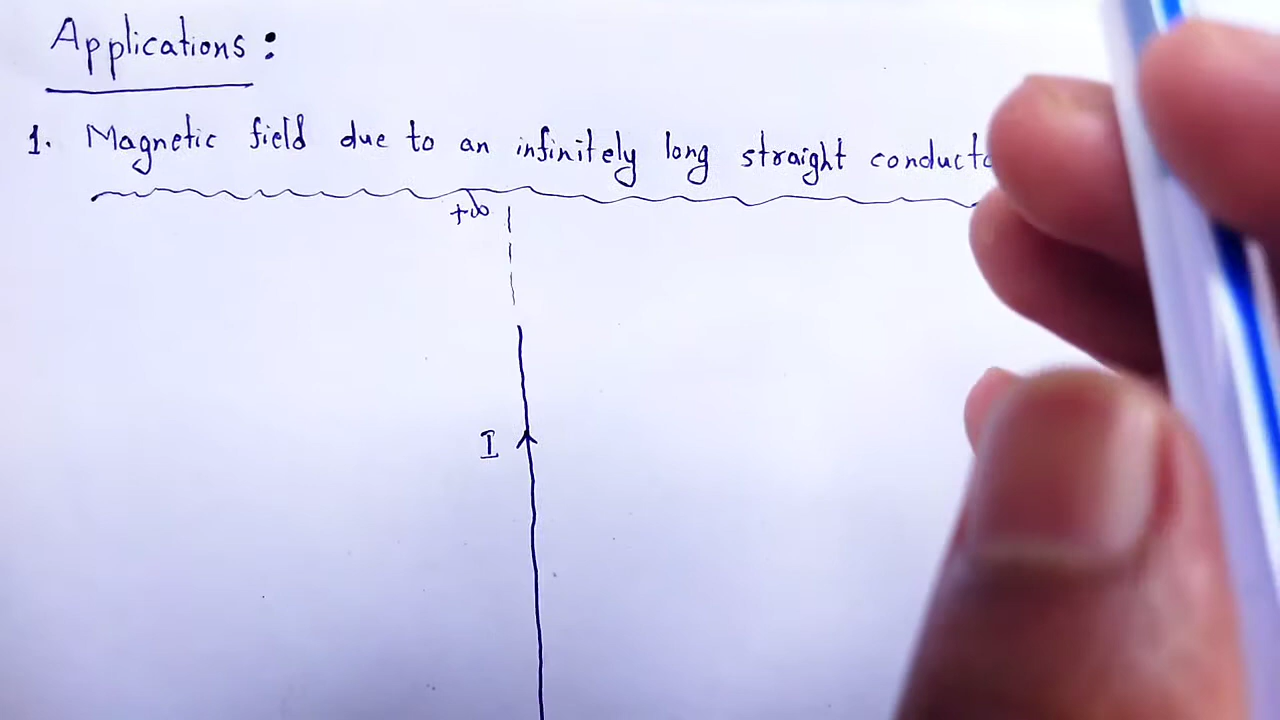 Applications :
1. Magnetic field due to an infinitely long straight
+∞
I